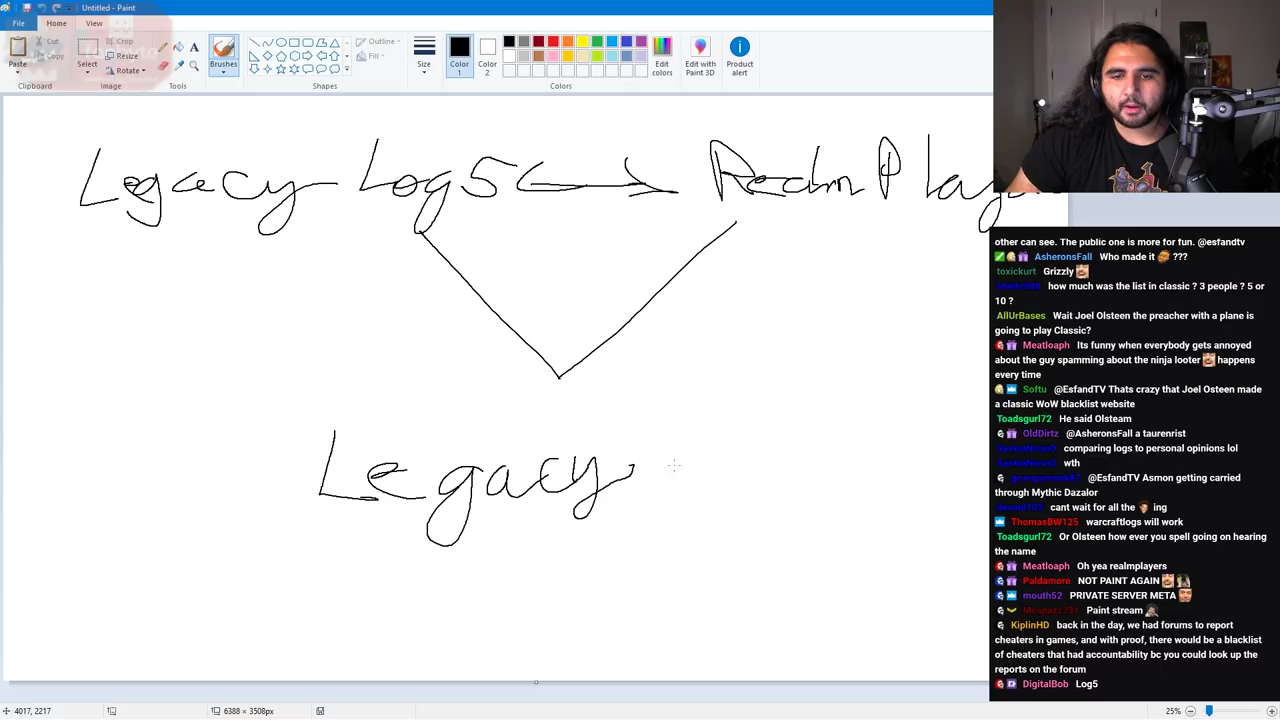 Untitled - Paint
File Home View
Paste Cut Copy
Clipboard
Select Crop Resize Rotate
Image
Tools
Brushes
Shapes
Outline
Fill
Size
Color 1
Color 2
Edit colors
Colors
Edit with Paint 3D
Product alert
Legacy Log5 RealmPlay
Legacy
other can see. The public one is more for fun. @esfandtv
AsheronsFall Who made it ???
toxickurt Grizzly
how much was the list in classic ? 3 people ? 5 or
10 ?
AllUrBases Wait Joel Olsteen the preacher with a plane is
going to play Classic?
Meatloaph Its funny when everybody gets annoyed
about the guy spamming about the ninja looter happens
every time
Softu @EsfandTV Thats crazy that Joel Osteen made
a classic WoW blacklist website
Toadsgurl72 He said Olsteam
OldDirtz @AsheronsFall a taurenrist
comparing logs to personal opinions lol
wth
@EsfandTV Asmon getting carried
through Mythic Dazalor
cant wait for all the ing
ThomasBW125 warcraftlogs will work
Toadsgurl72 Or Olsteen how ever you spell going on hearing
the name
Meatloaph Oh yea realmplayers
Paldamore NOT PAINT AGAIN
mouth52 PRIVATE SERVER META
Paint stream
KiplinHD back in the day, we had forums to report
cheaters in games, and with proof, there would be a blacklist
of cheaters that had accountability bc you could look up the
reports on the forum
DigitalBob Log5
4017, 2217 6388 × 3508px 25%